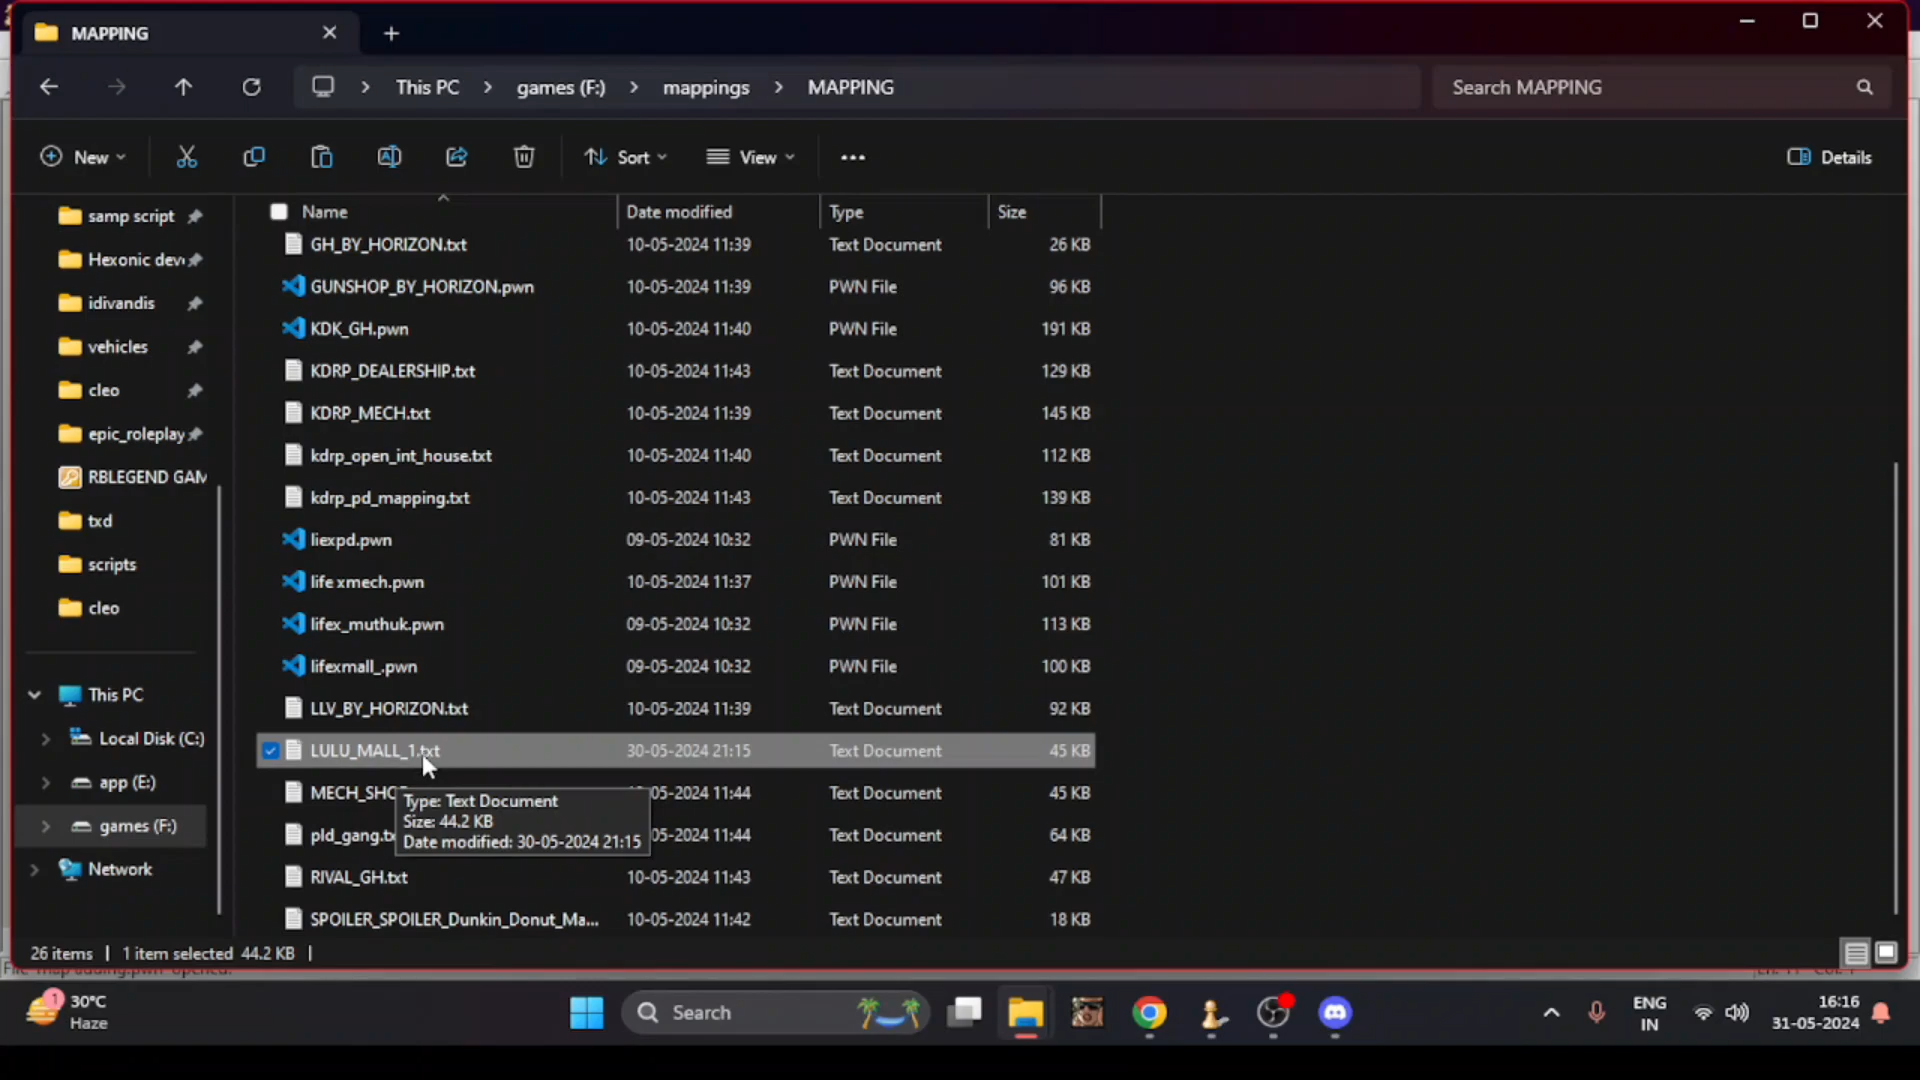 MAPPING
This PC
games (F:)
mappings
MAPPING
Search MAPPING
New
Sort
View
Details
Name
Date modified
Type
Size
samp script
Hexonic dev
idivandis
vehicles
cleo
epic_roleplay
RBLEGEND GAM
txd
scripts
cleo
This PC
Local Disk (C:)
app (E:)
games (F:)
Network
GH_BY_HORIZON.txt 10-05-2024 11:39 Text Document 26 KB
GUNSHOP_BY_HORIZON.pwn 10-05-2024 11:39 PWN File 96 KB
KDK_GH.pwn 10-05-2024 11:40 PWN File 191 KB
KDRP_DEALERSHIP.txt 10-05-2024 11:43 Text Document 129 KB
KDRP_MECH.txt 10-05-2024 11:39 Text Document 145 KB
kdrp_open_int_house.txt 10-05-2024 11:40 Text Document 112 KB
kdrp_pd_mapping.txt 10-05-2024 11:43 Text Document 139 KB
liexpd.pwn 09-05-2024 10:32 PWN File 81 KB
life xmech.pwn 10-05-2024 11:37 PWN File 101 KB
lifex_muthuk.pwn 09-05-2024 10:32 PWN File 113 KB
lifexmall_.pwn 09-05-2024 10:32 PWN File 100 KB
LLV_BY_HORIZON.txt 10-05-2024 11:39 Text Document 92 KB
LULU_MALL_1.txt 30-05-2024 21:15 Text Document 45 KB
MECH_SHO 05-2024 11:44 Text Document 45 KB
pld_gang.t 05-2024 11:44 Text Document 64 KB
Type: Text Document
Size: 44.2 KB
Date modified: 30-05-2024 21:15
RIVAL_GH.txt 10-05-2024 11:43 Text Document 47 KB
SPOILER_SPOILER_Dunkin_Donut_Ma... 10-05-2024 11:42 Text Document 18 KB
26 items | 1 item selected 44.2 KB |
1
30°C
Haze
Search
ENG
IN
16:16
31-05-2024